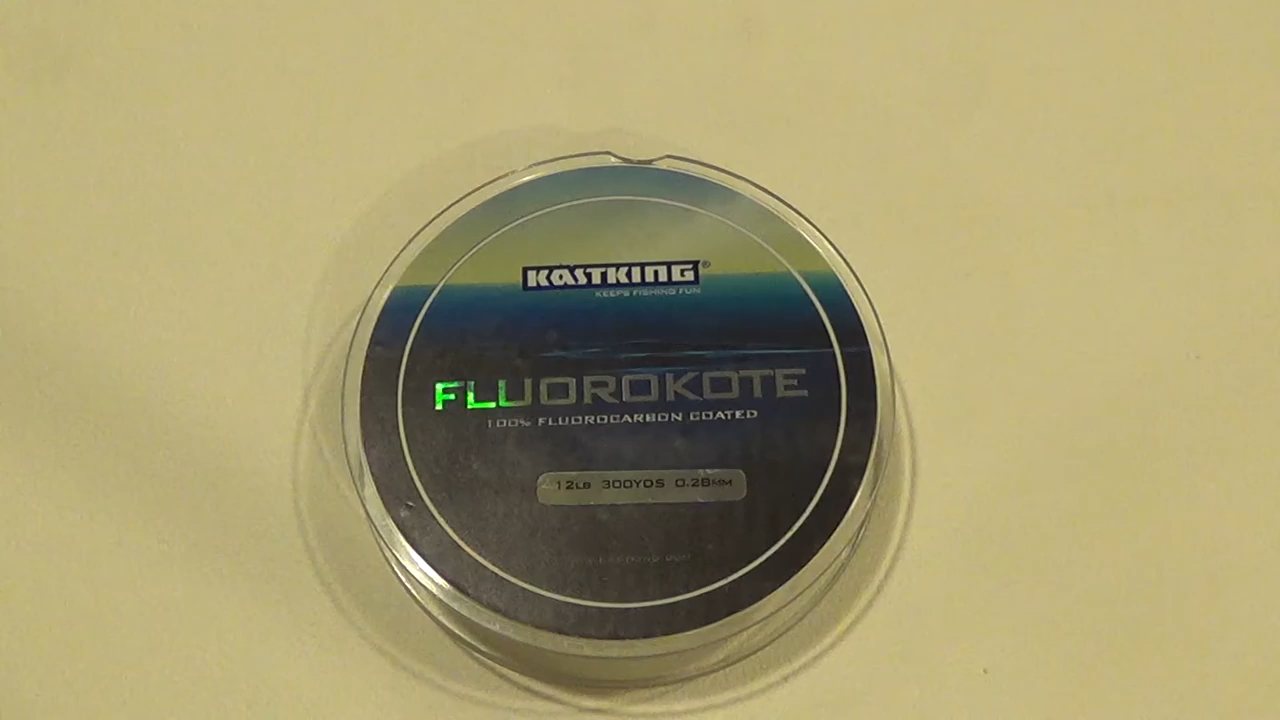 KASTKING®
KEEPS FISHING FUN
FLUOROKOTE
100% FLUOROCARBON COATED
12LB 300YDS 0.28MM